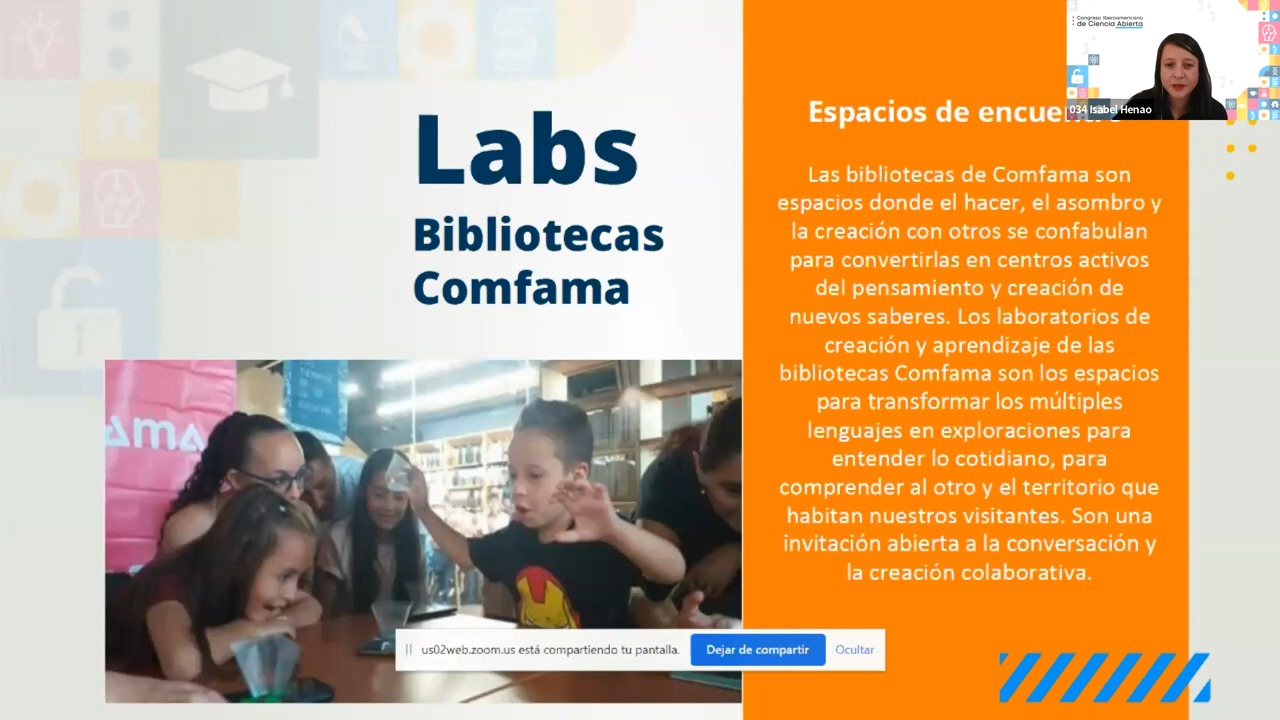 Labs
Bibliotecas
Comfama
Espacios de
Las bibliotecas de Comfama son
espacios donde el hacer, el asombro y
la creación con otros se confabulan
para convertirlas en centros activos
del pensamiento y creación de
nuevos saberes. Los laboratorios de
creación y aprendizaje de las
bibliotecas Comfama son los espacios
para transformar los múltiples
lenguajes en exploraciones para
entender lo cotidiano, para
comprender al otro y el territorio que
habitan nuestros visitantes. Son una
invitación abierta a la conversación y
la creación colaborativa.
Congreso Iberoamericano
de Ciencia Abierta
034 Isabel Henao
AMA
us02web.zoom.us está compartiendo tu pantalla.
Dejar de compartir
Ocultar